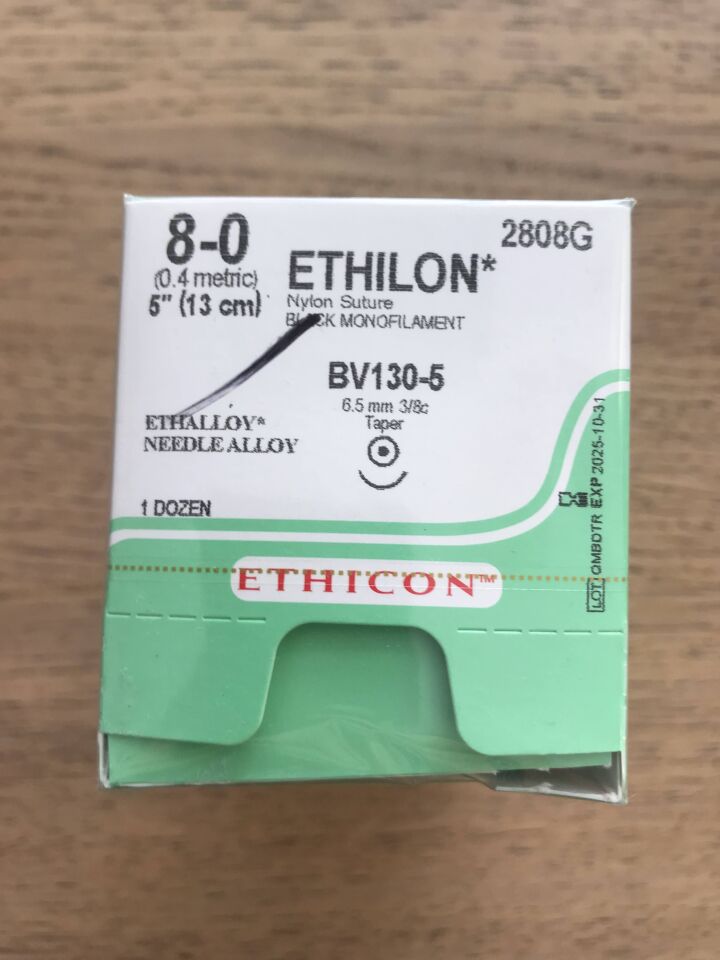 8-0
(0.4 metric)
5" (13 cm)
2808G
ETHILON*
Nylon Suture
BLACK MONOFILAMENT
BV130-5
6.5 mm 3/8c
Taper
ETHALLOY*
NEEDLE ALLOY
1 DOZEN
ETHICON™
EXP 2025-10-31
LOT QMBDTR